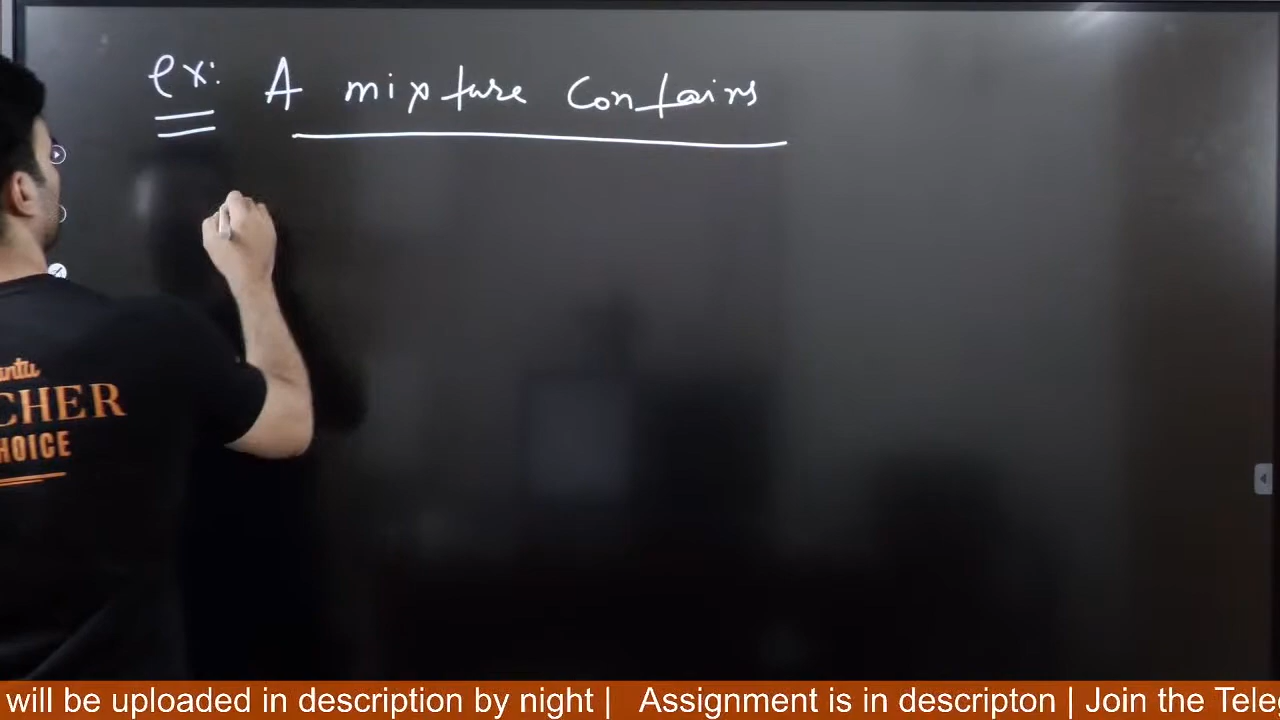 ex: A mixture contains
antu
CHER
HOICE
will be uploaded in description by night | Assignment is in descripton | Join the Tele